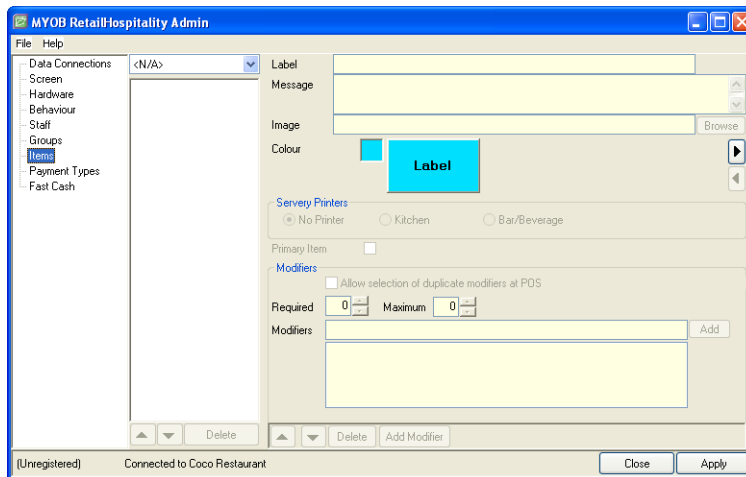 MYOB RetailHospitality Admin
File Help
Data Connections
Screen
Hardware
Behaviour
Staff
Groups
Items
Payment Types
Fast Cash
<N/A>
Delete
Label
Message
Image Browse
Colour
Label
Servery Printers
No Printer Kitchen Bar/Beverage
Primary Item
Modifiers
Allow selection of duplicate modifiers at POS
Required 0 Maximum 0
Modifiers Add
Delete Add Modifier
(Unregistered) Connected to Coco Restaurant Close Apply